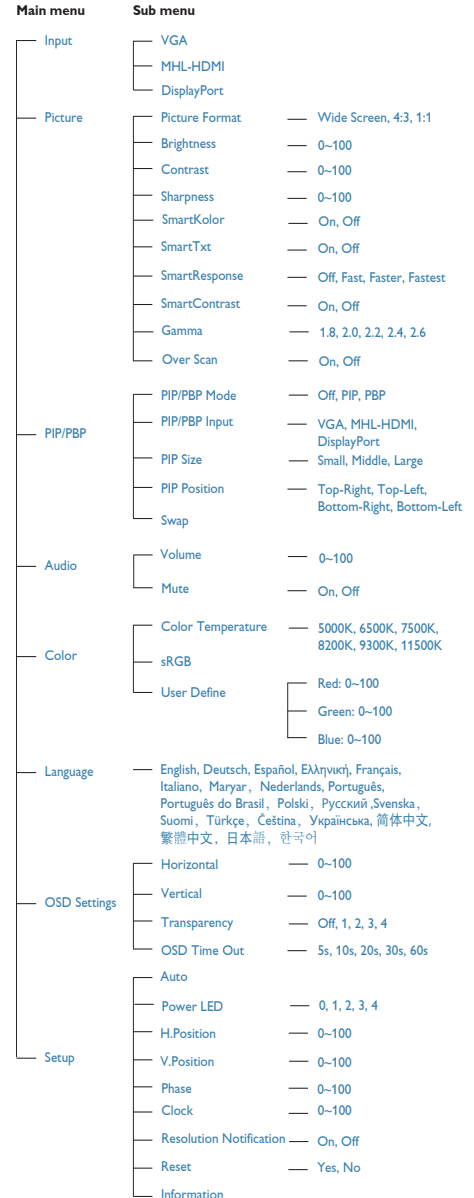 Main menu Sub menu
Input
VGA
MHL-HDMI
DisplayPort
Picture
Picture Format Wide Screen, 4:3, 1:1
Brightness 0~100
Contrast 0~100
Sharpness 0~100
SmartKolor On, Off
SmartTxt On, Off
SmartResponse Off, Fast, Faster, Fastest
SmartContrast On, Off
Gamma 1.8, 2.0, 2.2, 2.4, 2.6
Over Scan On, Off
PIP/PBP
PIP/PBP Mode Off, PIP, PBP
PIP/PBP Input VGA, MHL-HDMI,
DisplayPort
PIP Size Small, Middle, Large
PIP Position Top-Right, Top-Left,
Bottom-Right, Bottom-Left
Swap
Audio
Volume 0~100
Mute On, Off
Color
Color Temperature 5000K, 6500K, 7500K,
8200K, 9300K, 11500K
sRGB
User Define Red: 0~100
Green: 0~100
Blue: 0~100
Language
English, Deutsch, Español, Ελληνική, Français,
Italiano, Maryar, Nederlands, Português,
Português do Brasil, Polski, Русский ,Svenska,
Suomi, Türkçe, Čeština, Українська, 简体中文,
繁體中文, 日本語, 한국어
OSD Settings
Horizontal 0~100
Vertical 0~100
Transparency Off, 1, 2, 3, 4
OSD Time Out 5s, 10s, 20s, 30s, 60s
Setup
Auto
Power LED 0, 1, 2, 3, 4
H.Position 0~100
V.Position 0~100
Phase 0~100
Clock 0~100
Resolution Notification On, Off
Reset Yes, No
Information